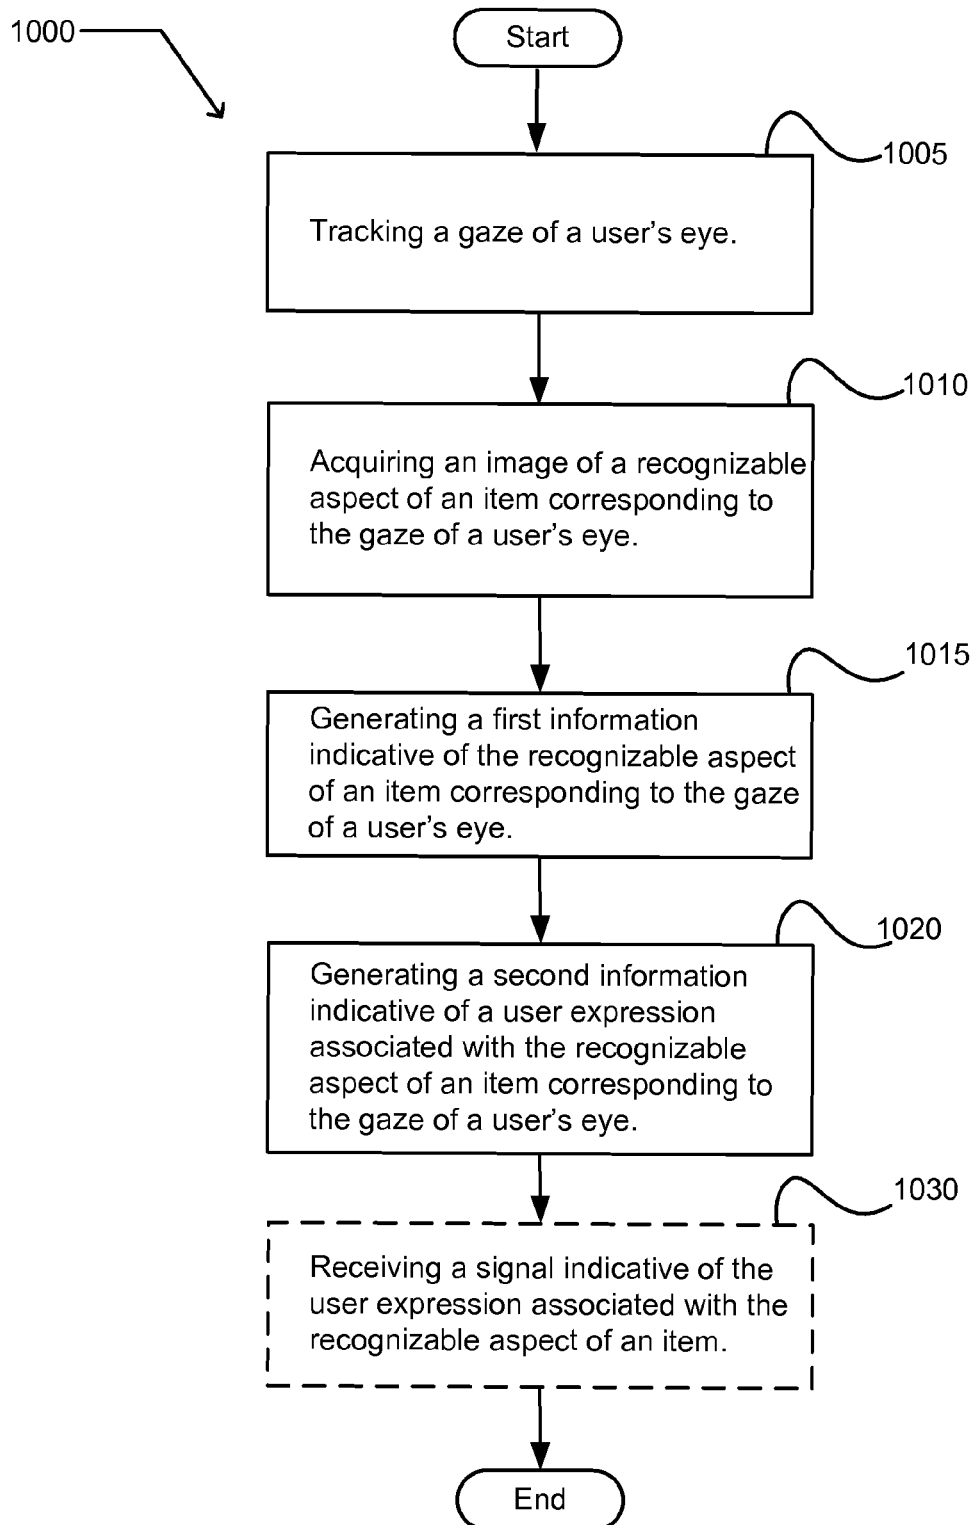 1000
Start
1005
Tracking a gaze of a user's eye.
1010
Acquiring an image of a recognizable
aspect of an item corresponding to
the gaze of a user's eye.
1015
Generating a first information
indicative of the recognizable aspect
of an item corresponding to the gaze
of a user's eye.
1020
Generating a second information
indicative of a user expression
associated with the recognizable
aspect of an item corresponding to
the gaze of a user's eye.
1030
Receiving a signal indicative of the
user expression associated with the
recognizable aspect of an item.
End